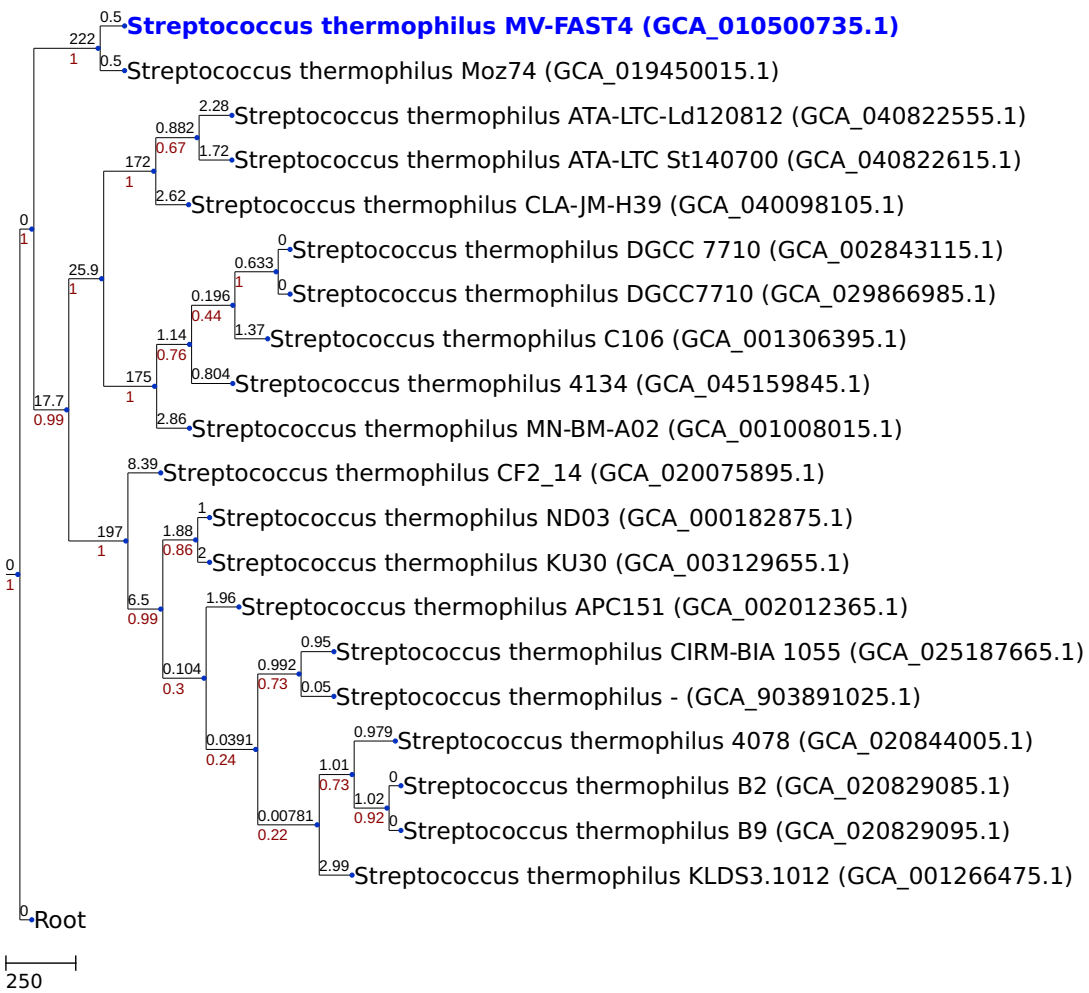 0.5
Streptococcus thermophilus MV-FAST4 (GCA_010500735.1)
222
1
0.5
Streptococcus thermophilus Moz74 (GCA_019450015.1)
2.28
Streptococcus thermophilus ATA-LTC-Ld120812 (GCA_040822555.1)
0.882
0.67
1.72
Streptococcus thermophilus ATA-LTC St140700 (GCA_040822615.1)
172
1
2.62
Streptococcus thermophilus CLA-JM-H39 (GCA_040098105.1)
0
1
0
Streptococcus thermophilus DGCC 7710 (GCA_002843115.1)
0.633
1
25.9
1
0
Streptococcus thermophilus DGCC7710 (GCA_029866985.1)
0.196
0.44
1.37
Streptococcus thermophilus C106 (GCA_001306395.1)
1.14
0.76
0.804
Streptococcus thermophilus 4134 (GCA_045159845.1)
175
1
17.7
0.99
2.86
Streptococcus thermophilus MN-BM-A02 (GCA_001008015.1)
8.39
Streptococcus thermophilus CF2_14 (GCA_020075895.1)
1
Streptococcus thermophilus ND03 (GCA_000182875.1)
197
1
1.88
0.86
2
Streptococcus thermophilus KU30 (GCA_003129655.1)
0
1
6.5
0.99
1.96
Streptococcus thermophilus APC151 (GCA_002012365.1)
0.95
Streptococcus thermophilus CIRM-BIA 1055 (GCA_025187665.1)
0.104
0.3
0.992
0.73
0.05
Streptococcus thermophilus - (GCA_903891025.1)
0.0391
0.24
0.979
Streptococcus thermophilus 4078 (GCA_020844005.1)
1.01
0.73
0
Streptococcus thermophilus B2 (GCA_020829085.1)
1.02
0.92
0
Streptococcus thermophilus B9 (GCA_020829095.1)
0.00781
0.22
2.99
Streptococcus thermophilus KLDS3.1012 (GCA_001266475.1)
0
Root
250